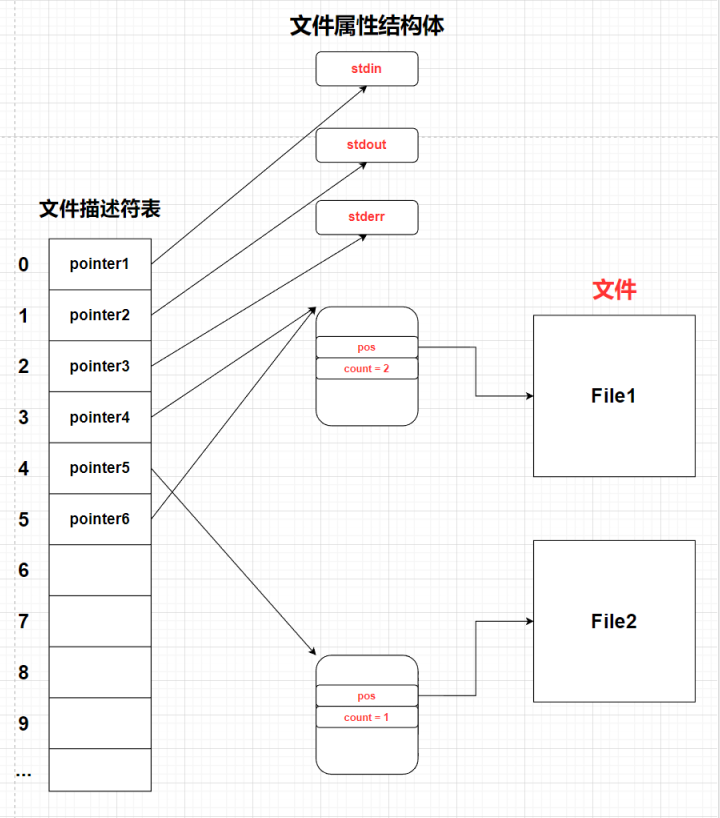 文件属性结构体
stdin
stdout
stderr
文件描述符表
0 pointer1
1 pointer2
2 pointer3
3 pointer4
4 pointer5
5 pointer6
6
7
8
9
...
pos
count = 2
文件
File1
File2
pos
count = 1